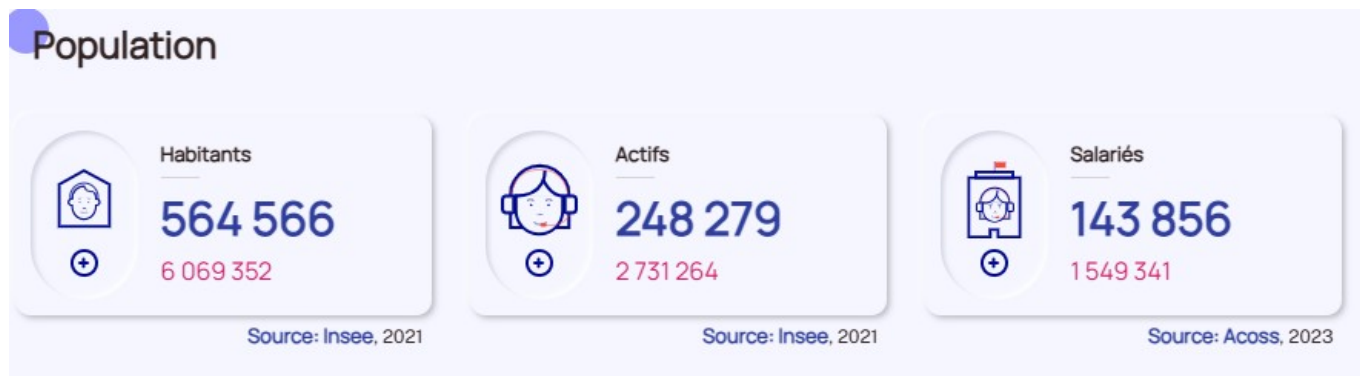 Population
Habitants
564 566
6 069 352
Source: Insee, 2021
Actifs
248 279
2 731 264
Source: Insee, 2021
Salariés
143 856
1 549 341
Source: Acoss, 2023